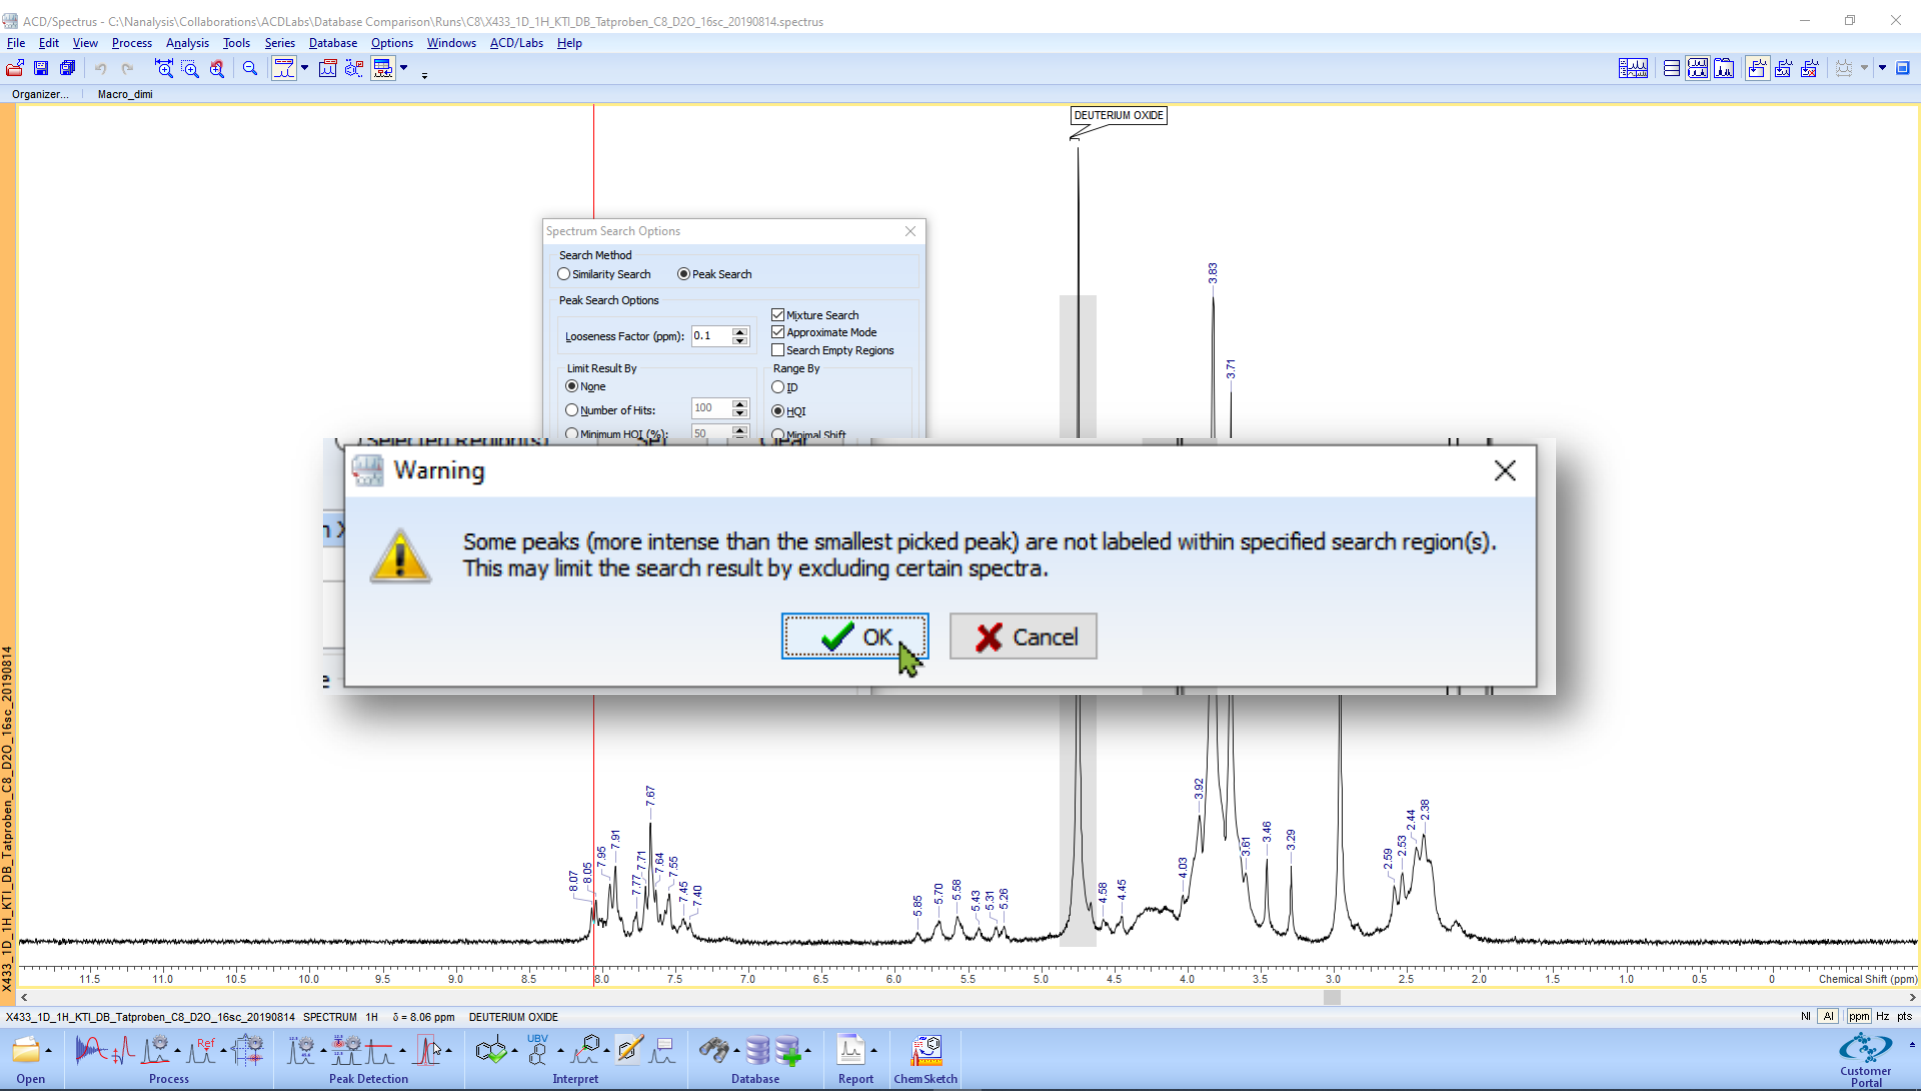 ACD/Spectrus - C:\Nanalysis\Collaborations\ACDLabs\Database Comparison\Runs\C8\X433_1D_1H_KTI_DB_Tatproben_C8_D2O_16sc_20190814.spectrus
File Edit View Process Analysis Tools Series Database Options Windows ACD/Labs Help
Organizer... Macro_dimi
DEUTERIUM OXIDE
Spectrum Search Options
Search Method
Similarity Search Peak Search
Peak Search Options
Mixture Search
Looseness Factor (ppm): 0.1
Approximate Mode
Search Empty Regions
Limit Result By
Range By
None
ID
Number of Hits: 100
HQI
Minimum HQI (%): 50
Minimal Shift
Selected Region(s) Set Clear
Warning
Some peaks (more intense than the smallest picked peak) are not labeled within specified search region(s).
This may limit the search result by excluding certain spectra.
OK Cancel
3.83
3.71
8.07
8.05
7.95
7.91
7.77
7.71
7.67
7.64
7.55
7.45
7.40
5.85
5.70
5.58
5.43
5.31
5.26
4.58
4.45
4.03
3.92
3.61
3.46
3.29
2.59
2.53
2.44
2.38
X433_1D_1H_KTI_DB_Tatproben_C8_D2O_16sc_20190814
11.5 11.0 10.5 10.0 9.5 9.0 8.5 8.0 7.5 7.0 6.5 6.0 5.5 5.0 4.5 4.0 3.5 3.0 2.5 2.0 1.5 1.0 0.5 0 Chemical Shift (ppm)
X433_1D_1H_KTI_DB_Tatproben_C8_D2O_16sc_20190814 SPECTRUM 1H δ = 8.06 ppm DEUTERIUM OXIDE
NI AI ppm Hz pts
Ref
UBV
Open Process Peak Detection Interpret Database Report ChemSketch
Customer
Portal